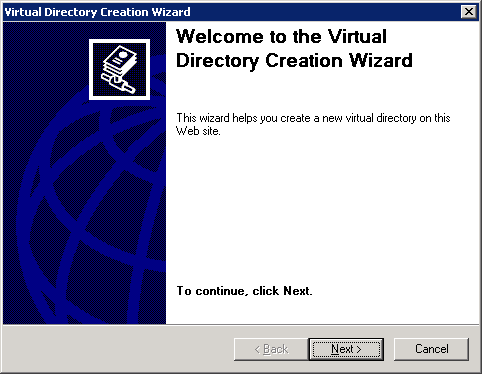 Virtual Directory Creation Wizard
Welcome to the Virtual
Directory Creation Wizard
This wizard helps you create a new virtual directory on this
Web site.
To continue, click Next.
< Back
Next >
Cancel